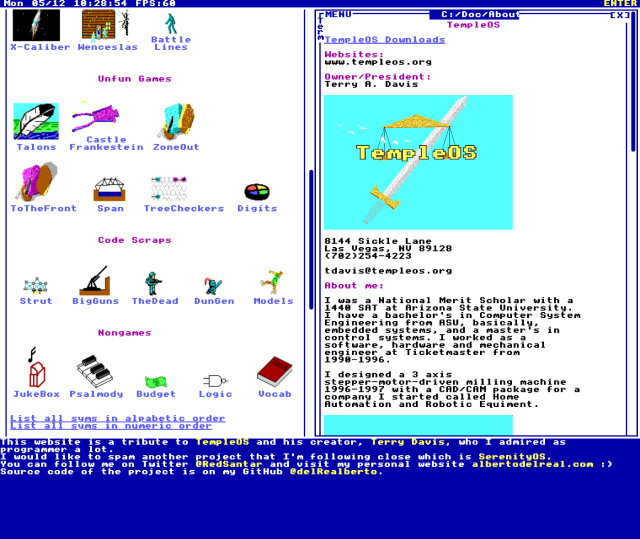 Mon 05/12 10:28:54 FPS:60
ENTER
X-Caliber
Wenceslas
Battle
Lines
Unfun Games
Talons
Castle
Frankestein
ZoneOut
ToTheFront
Span
TreeCheckers
Digits
Code Scraps
Strut
BigGuns
TheDead
DunGen
Models
Nongames
JukeBox
Psalmody
Budget
Logic
Vocab
List all syms in alpabetic order
List all syms in numeric order
MENU
C:/Doc/About
[X]
TempleOS
TempleOS Downloads
Websites:
www.templeos.org
Owner/President:
Terry A. Davis
TempleOS
8144 Sickle Lane
Las Vegas, NV 89128
(702)254-4223
tdavis@templeos.org
About me:
I was a National Merit Scholar with a
1440 SAT at Arizona State University.
I have a bachelor's in Computer System
Engineering from ASU, basically,
embedded systems, and a master's in
control systems. I worked as a
software, hardware and mechanical
engineer at Ticketmaster from
1990-1996.
I designed a 3 axis
stepper-motor-driven milling machine
1996-1997 with a CAD/CAM package for a
company I started called Home
Automation and Robotic Equiment.
This website is a tribute to TempleOS and his creator, Terry Davis, who I admired as
programmer a lot.
I would like to spam another project that I'm following close which is SerenityOS.
You can follow me on Twitter @RedSantar and visit my personal website albertodelreal.com :)
Source code of the project is on my GitHub @delRealberto.